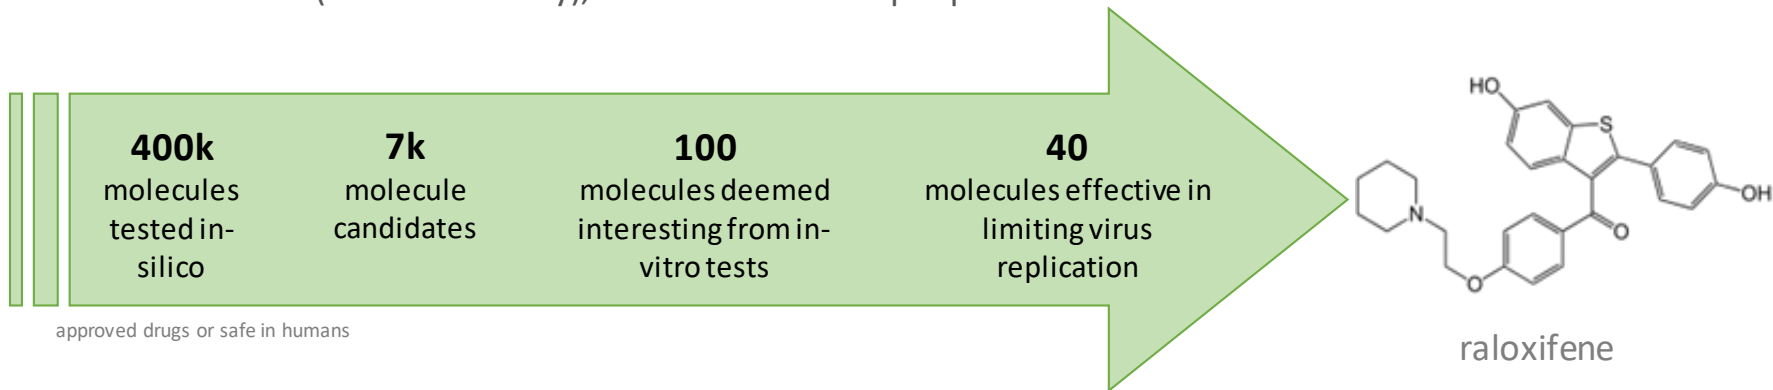 400k
molecules
tested in-
silico
7k
molecule
candidates
100
molecules deemed
interesting from in-
vitro tests
40
molecules effective in
limiting virus
replication
approved drugs or safe in humans
HO
S
OH
N
O
O
raloxifene